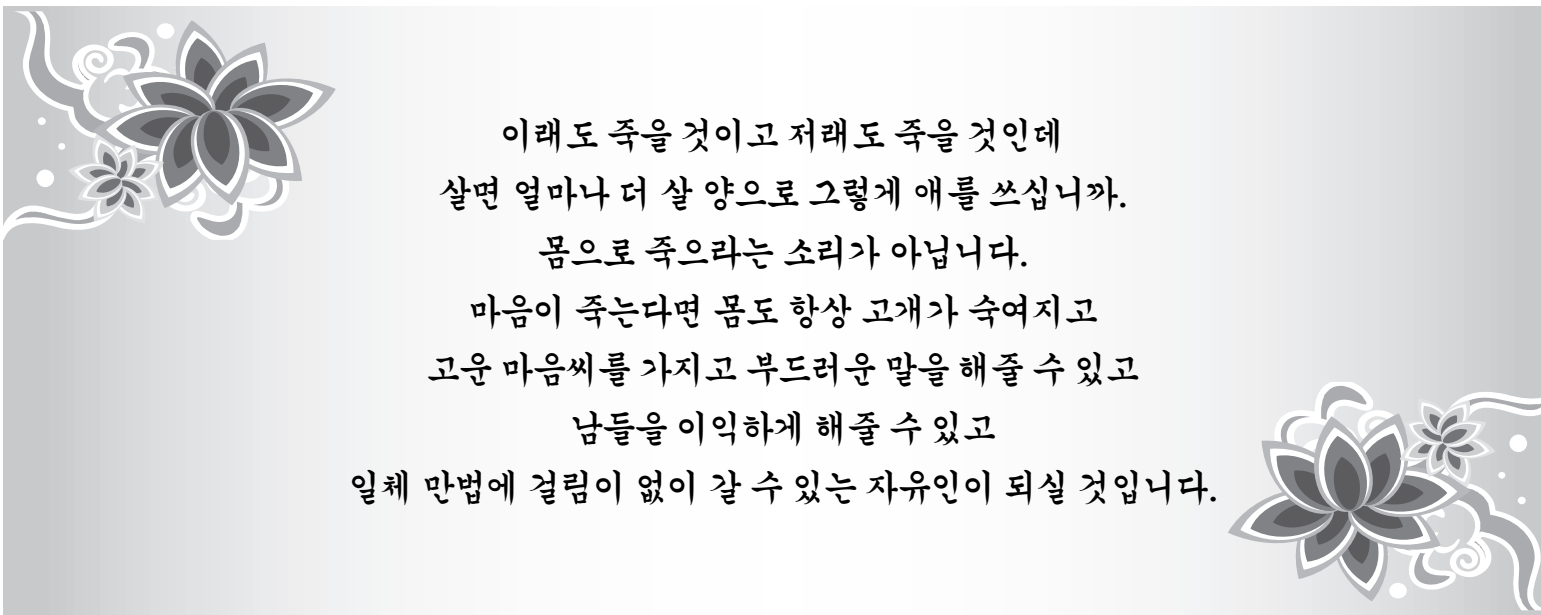 이래도 죽을 것이고 저래도 죽을 것인데
살면 얼마나 더 살 양으로 그렇게 애를 쓰십니까.
몸으로 죽으라는 소리가 아닙니다.
마음이 죽는다면 몸도 항상 고개가 숙여지고
고운 마음씨를 가지고 부드러운 말을 해줄 수 있고
남들을 이익하게 해줄 수 있고
일체 만법에 걸림이 없이 갈 수 있는 자유인이 되실 것입니다.